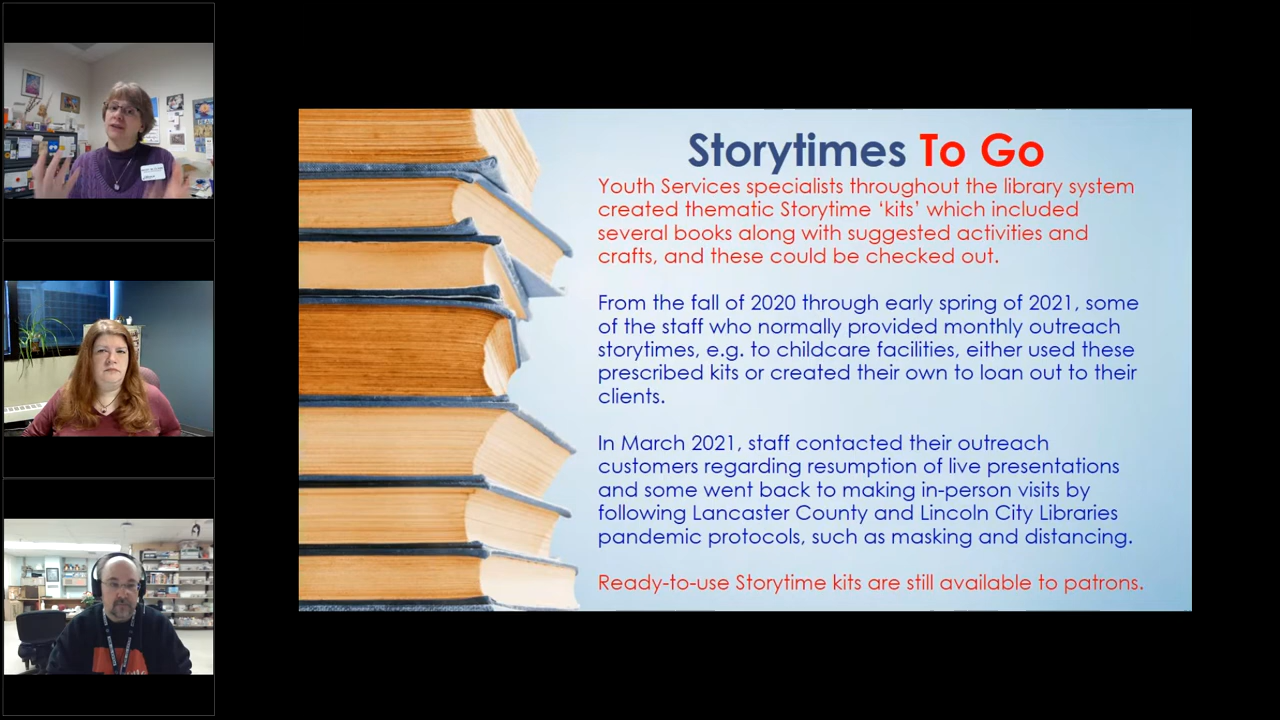 Storytimes To Go
Youth Services specialists throughout the library system
created thematic Storytime ‘kits’ which included
several books along with suggested activities and
crafts, and these could be checked out.
From the fall of 2020 through early spring of 2021, some
of the staff who normally provided monthly outreach
storytimes, e.g. to childcare facilities, either used these
prescribed kits or created their own to loan out to their
clients.
In March 2021, staff contacted their outreach
customers regarding resumption of live presentations
and some went back to making in-person visits by
following Lancaster County and Lincoln City Libraries
pandemic protocols, such as masking and distancing.
Ready-to-use Storytime kits are still available to patrons.